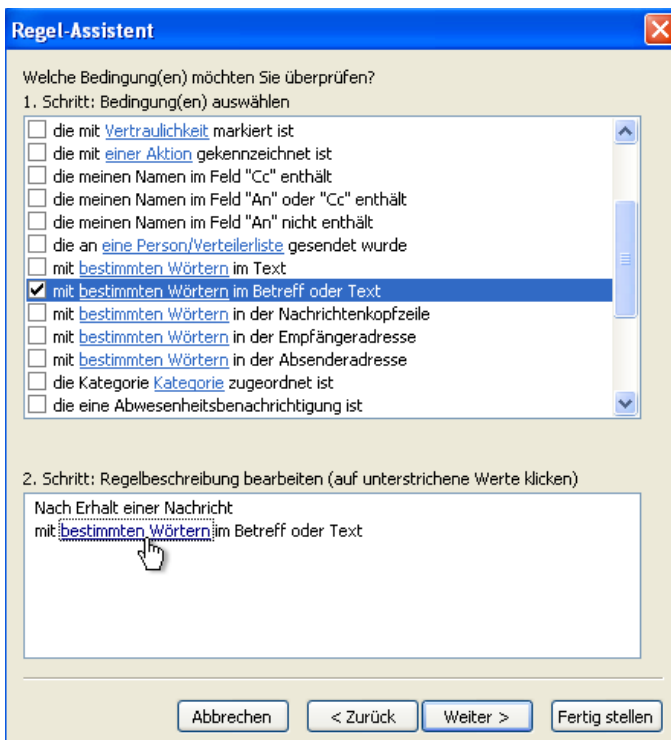 Regel-Assistent
Welche Bedingung(en) möchten Sie überprüfen?
1. Schritt: Bedingung(en) auswählen
die mit Vertraulichkeit markiert ist
die mit einer Aktion gekennzeichnet ist
die meinen Namen im Feld "Cc" enthält
die meinen Namen im Feld "An" oder "Cc" enthält
die meinen Namen im Feld "An" nicht enthält
die an eine Person/Verteilerliste gesendet wurde
mit bestimmten Wörtern im Text
mit bestimmten Wörtern im Betreff oder Text
mit bestimmten Wörtern in der Nachrichtenkopfzeile
mit bestimmten Wörtern in der Empfängeradresse
mit bestimmten Wörtern in der Absenderadresse
die Kategorie Kategorie zugeordnet ist
die eine Abwesenheitsbenachrichtigung ist
2. Schritt: Regelbeschreibung bearbeiten (auf unterstrichene Werte klicken)
Nach Erhalt einer Nachricht
mit bestimmten Wörtern im Betreff oder Text
Abbrechen < Zurück Weiter > Fertig stellen